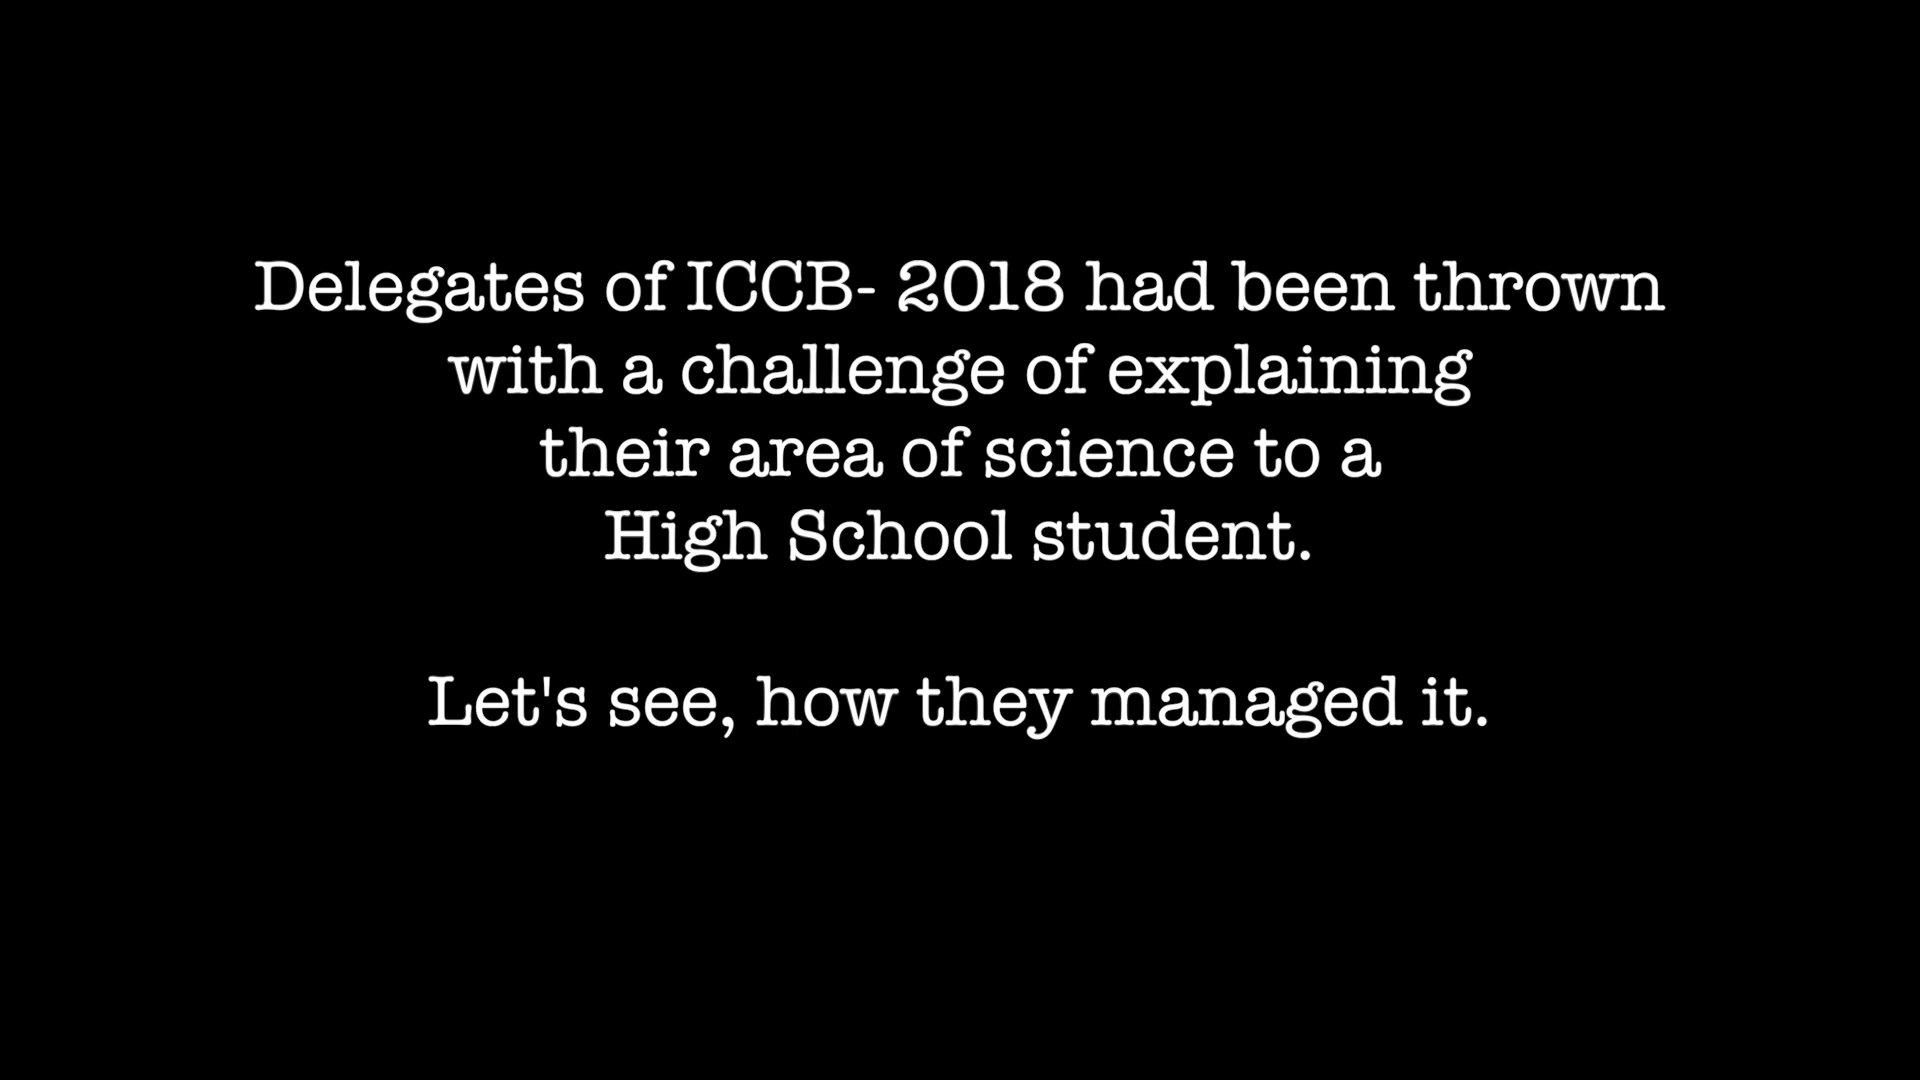 Delegates of ICCB- 2018 had been thrown
with a challenge of explaining
their area of science to a
High School student.
Let's see, how they managed it.